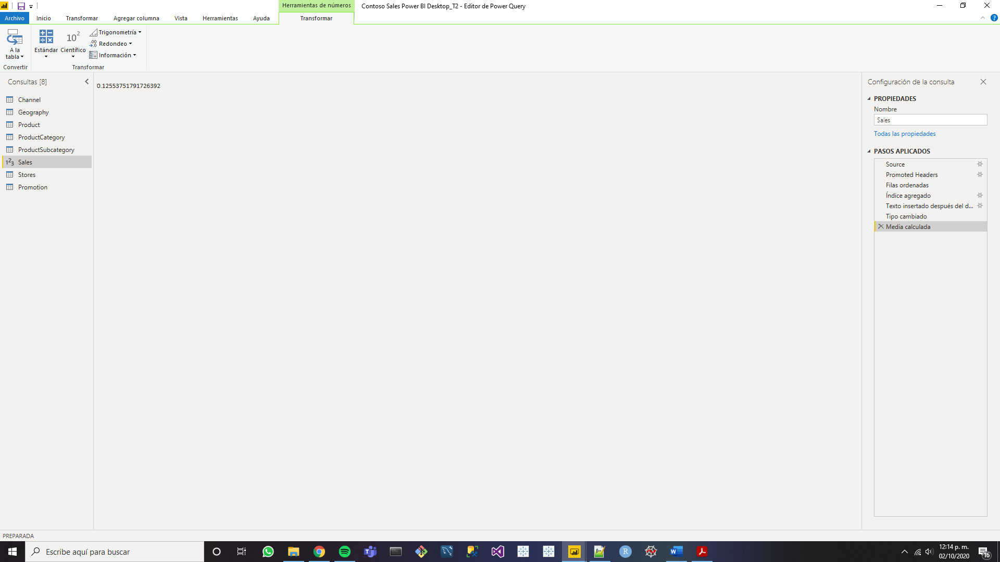 Herramientas de números
Contoso Sales Power BI Desktop_T2 - Editor de Power Query
Archivo
Inicio
Transformar
Agregar columna
Vista
Herramientas
Ayuda
Transformar
A la
tabla
Estándar
10²
Científico
Trigonometría
.00
Redondeo
Información
Convertir
Transformar
Consultas [8]
Channel
Geography
Product
ProductCategory
ProductSubcategory
123 Sales
Stores
Promotion
0.12553751791726392
Configuración de la consulta
PROPIEDADES
Nombre
Sales
Todas las propiedades
PASOS APLICADOS
Source
Promoted Headers
Filas ordenadas
Índice agregado
Texto insertado después del d...
Tipo cambiado
Media calculada
PREPARADA
Escribe aquí para buscar
12:14 p. m.
02/10/2020
16